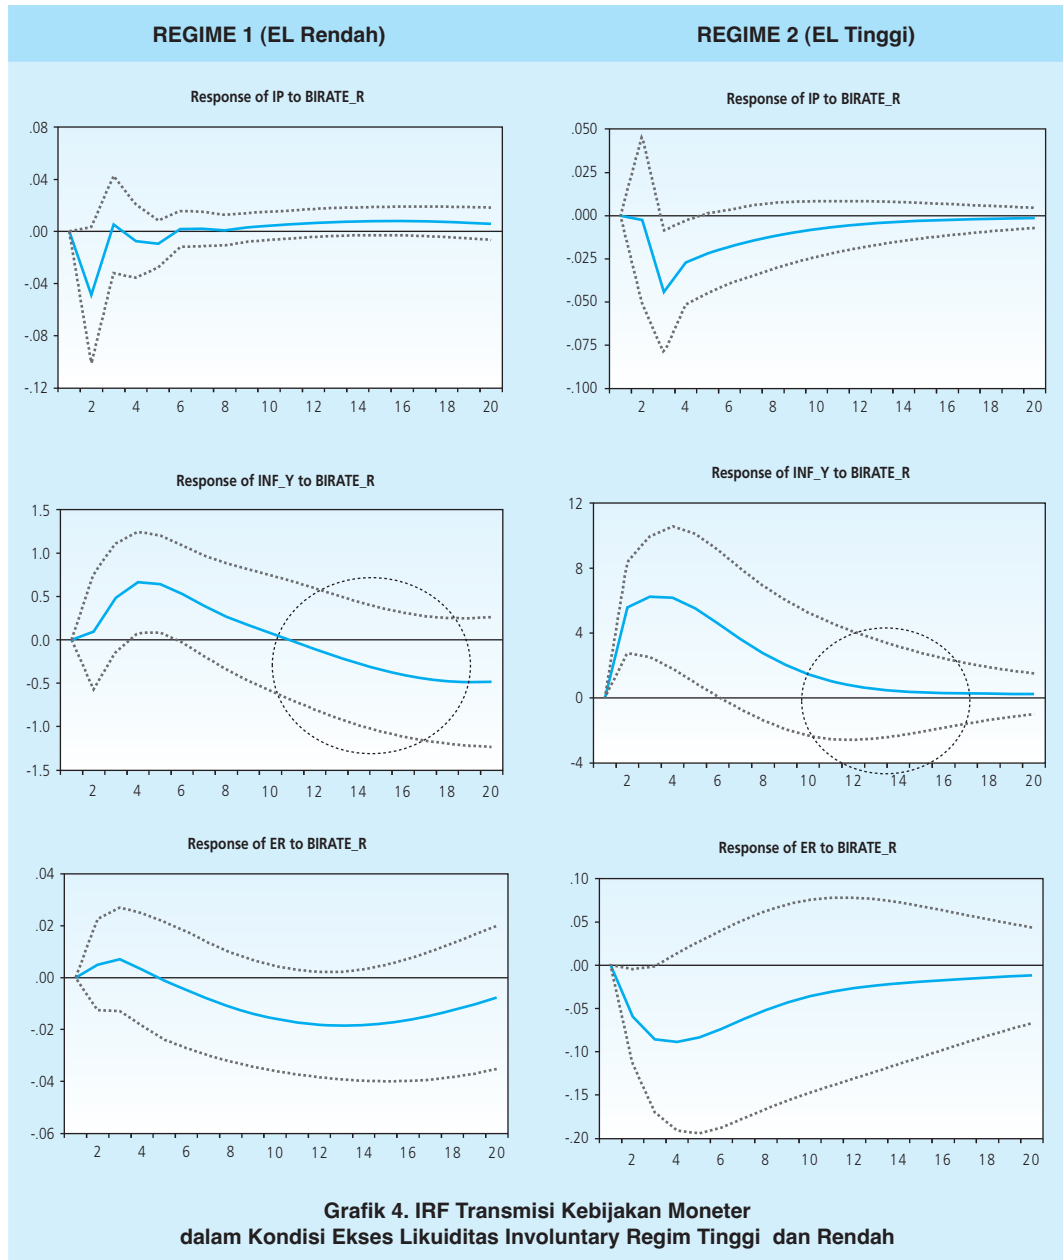 REGIME 1 (EL Rendah)
REGIME 2 (EL Tinggi)
Response of IP to BIRATE_R
.08
.04
.00
-.04
-.08
-.12
2 4 6 8 10 12 14 16 18 20
Response of IP to BIRATE_R
.050
.025
.000
-.025
-.050
-.075
-.100
2 4 6 8 10 12 14 16 18 20
Response of INF_Y to BIRATE_R
1.5
1.0
0.5
0.0
-0.5
-1.0
-1.5
2 4 6 8 10 12 14 16 18 20
Response of INF_Y to BIRATE_R
12
8
4
0
-4
2 4 6 8 10 12 14 16 18 20
Response of ER to BIRATE_R
.04
.02
.00
-.02
-.04
-.06
2 4 6 8 10 12 14 16 18 20
Response of ER to BIRATE_R
.10
.05
.00
-.05
-.10
-.15
-.20
2 4 6 8 10 12 14 16 18 20
Grafik 4. IRF Transmisi Kebijakan Moneter
dalam Kondisi Ekses Likuiditas Involuntary Regim Tinggi dan Rendah